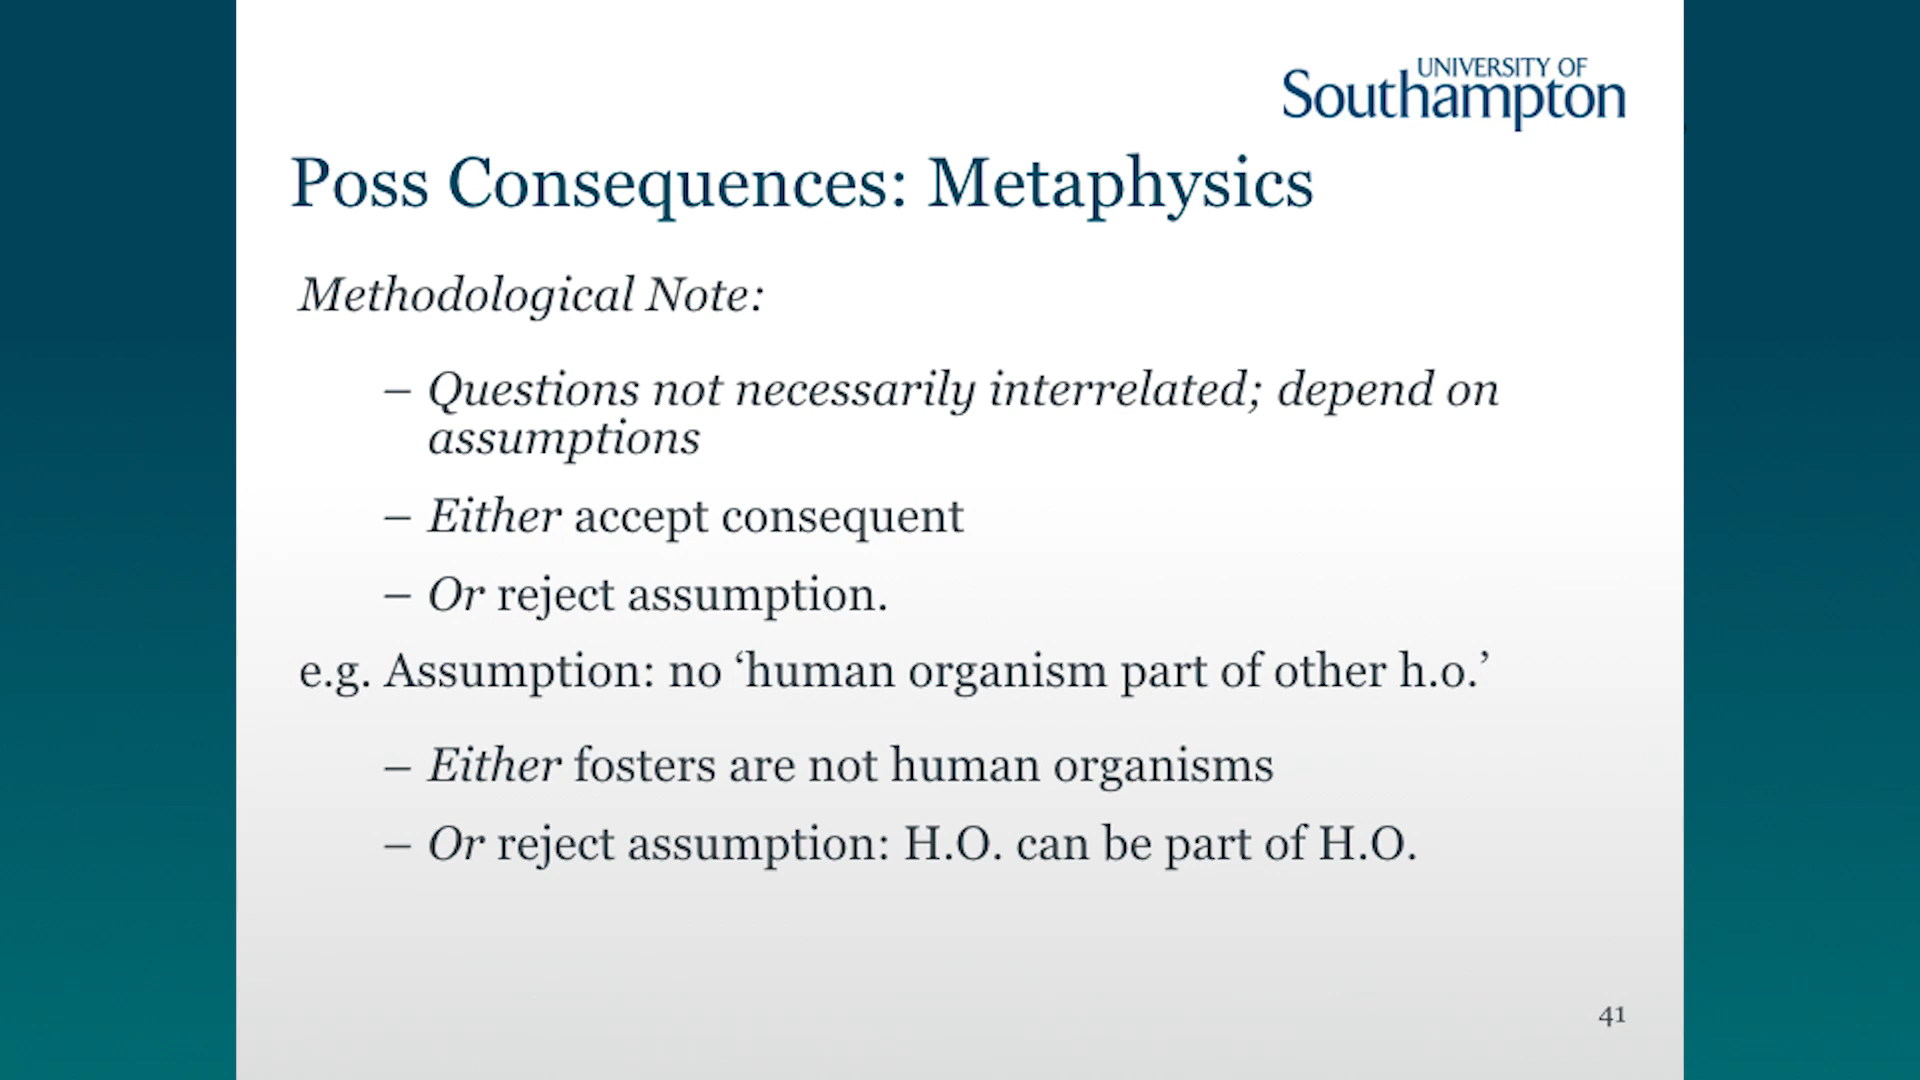 UNIVERSITY OF
Southampton
Poss Consequences: Metaphysics
Methodological Note:
– Questions not necessarily interrelated; depend on
assumptions
– Either accept consequent
– Or reject assumption.
e.g. Assumption: no ‘human organism part of other h.o.’
– Either fosters are not human organisms
– Or reject assumption: H.O. can be part of H.O.
41